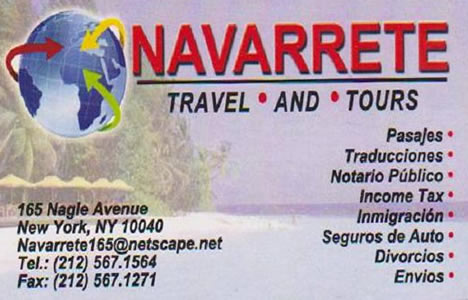 NAVARRETE
TRAVEL • AND • TOURS
Pasajes •
Traducciones •
Notario Público •
Income Tax •
Inmigración •
Seguros de Auto •
Divorcios •
Envios •
165 Nagle Avenue
New York, NY 10040
Navarrete165@netscape.net
Tel.: (212) 567.1564
Fax: (212) 567.1271